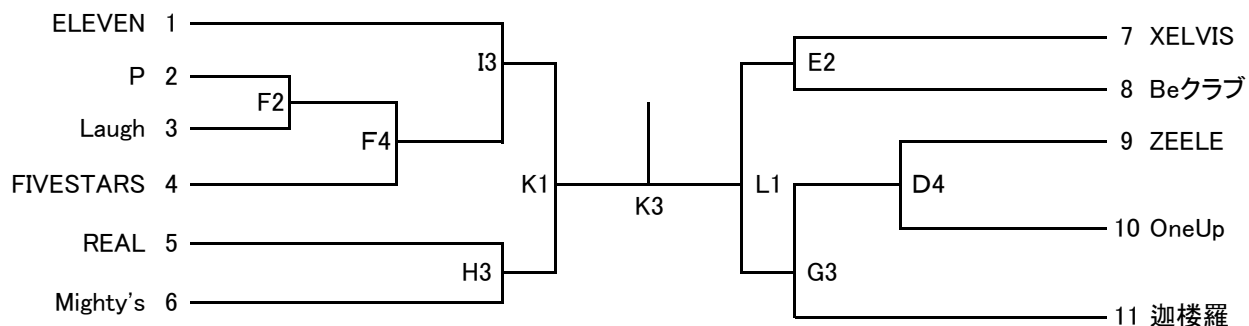 ELEVEN 1
P 2
Laugh 3
FIVESTARS 4
REAL 5
Mighty's 6
F2
F4
I3
H3
K1
K3
L1
E2
G3
D4
7 XELVIS
8 Beクラブ
9 ZEELE
10 OneUp
11 迦楼羅